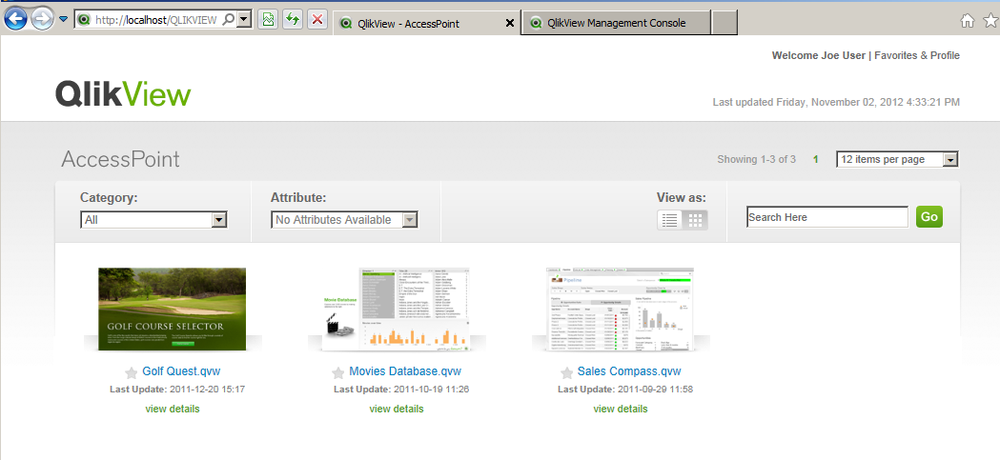 http://localhost/QLIKVIEW
QlikView - AccessPoint
QlikView Management Console
Welcome Joe User | Favorites & Profile
QlikView
Last updated Friday, November 02, 2012 4:33:21 PM
AccessPoint
Showing 1-3 of 3 1 12 items per page
Category: Attribute: View as:
All No Attributes Available Search Here Go
Movie Database
Pipeline
GOLF COURSE SELECTOR
Golf Quest.qvw Movies Database.qvw Sales Compass.qvw
Last Update: 2011-12-20 15:17 Last Update: 2011-10-19 11:26 Last Update: 2011-09-29 11:58
view details view details view details